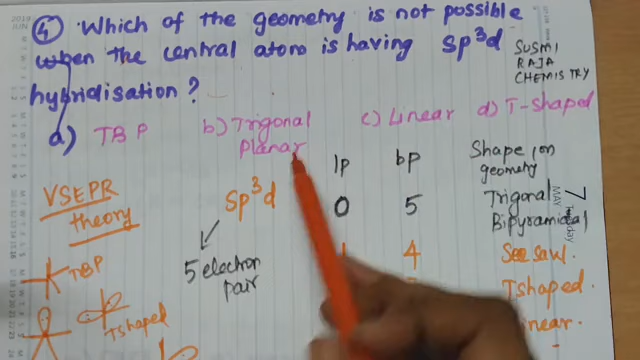 ④ Which of the geometry is not possible
when the central atom is having sp³d
hybridisation?
SUSMI
RAJA
CHEMISTRY
a) TBP b) Trigonal Planar c) Linear d) T-Shaped
VSEPR
theory
sp³d
5 electron
pair
TBP
Tshaped
lp bp Shape / on
geometry
0 5 Trigonal
Bipyramidal
4 See saw.
Tshaped
7
MAY